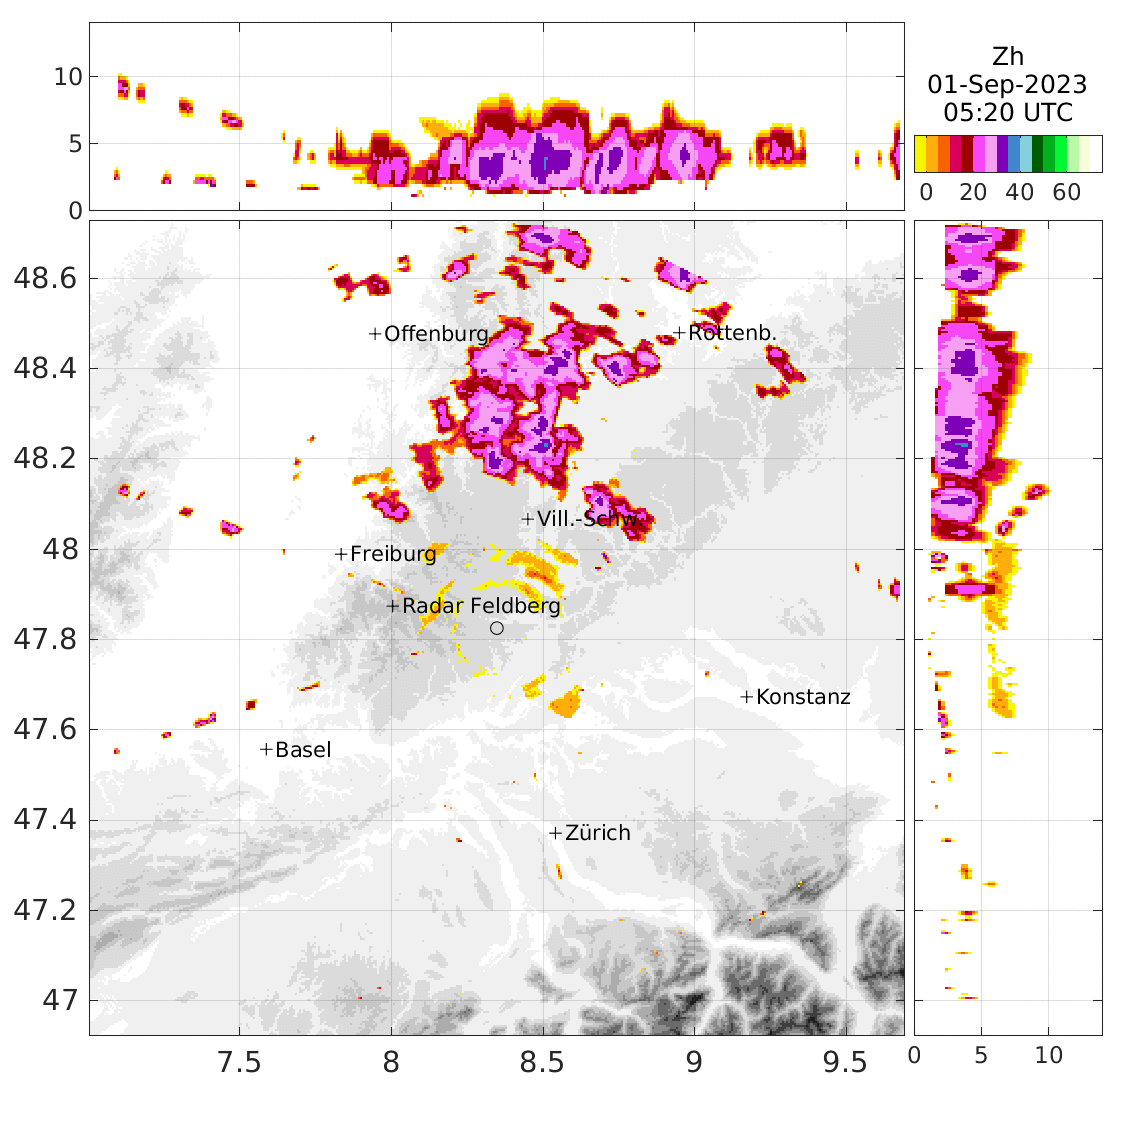 Zh
01-Sep-2023
05:20 UTC
0 20 40 60
10
5
0
48.6
48.4
48.2
48
47.8
47.6
47.4
47.2
47
Offenburg
Rottenb.
Vill.-Schw.
Freiburg
Radar Feldberg
Konstanz
Basel
Zürich
7.5 8 8.5 9 9.5
0 5 10